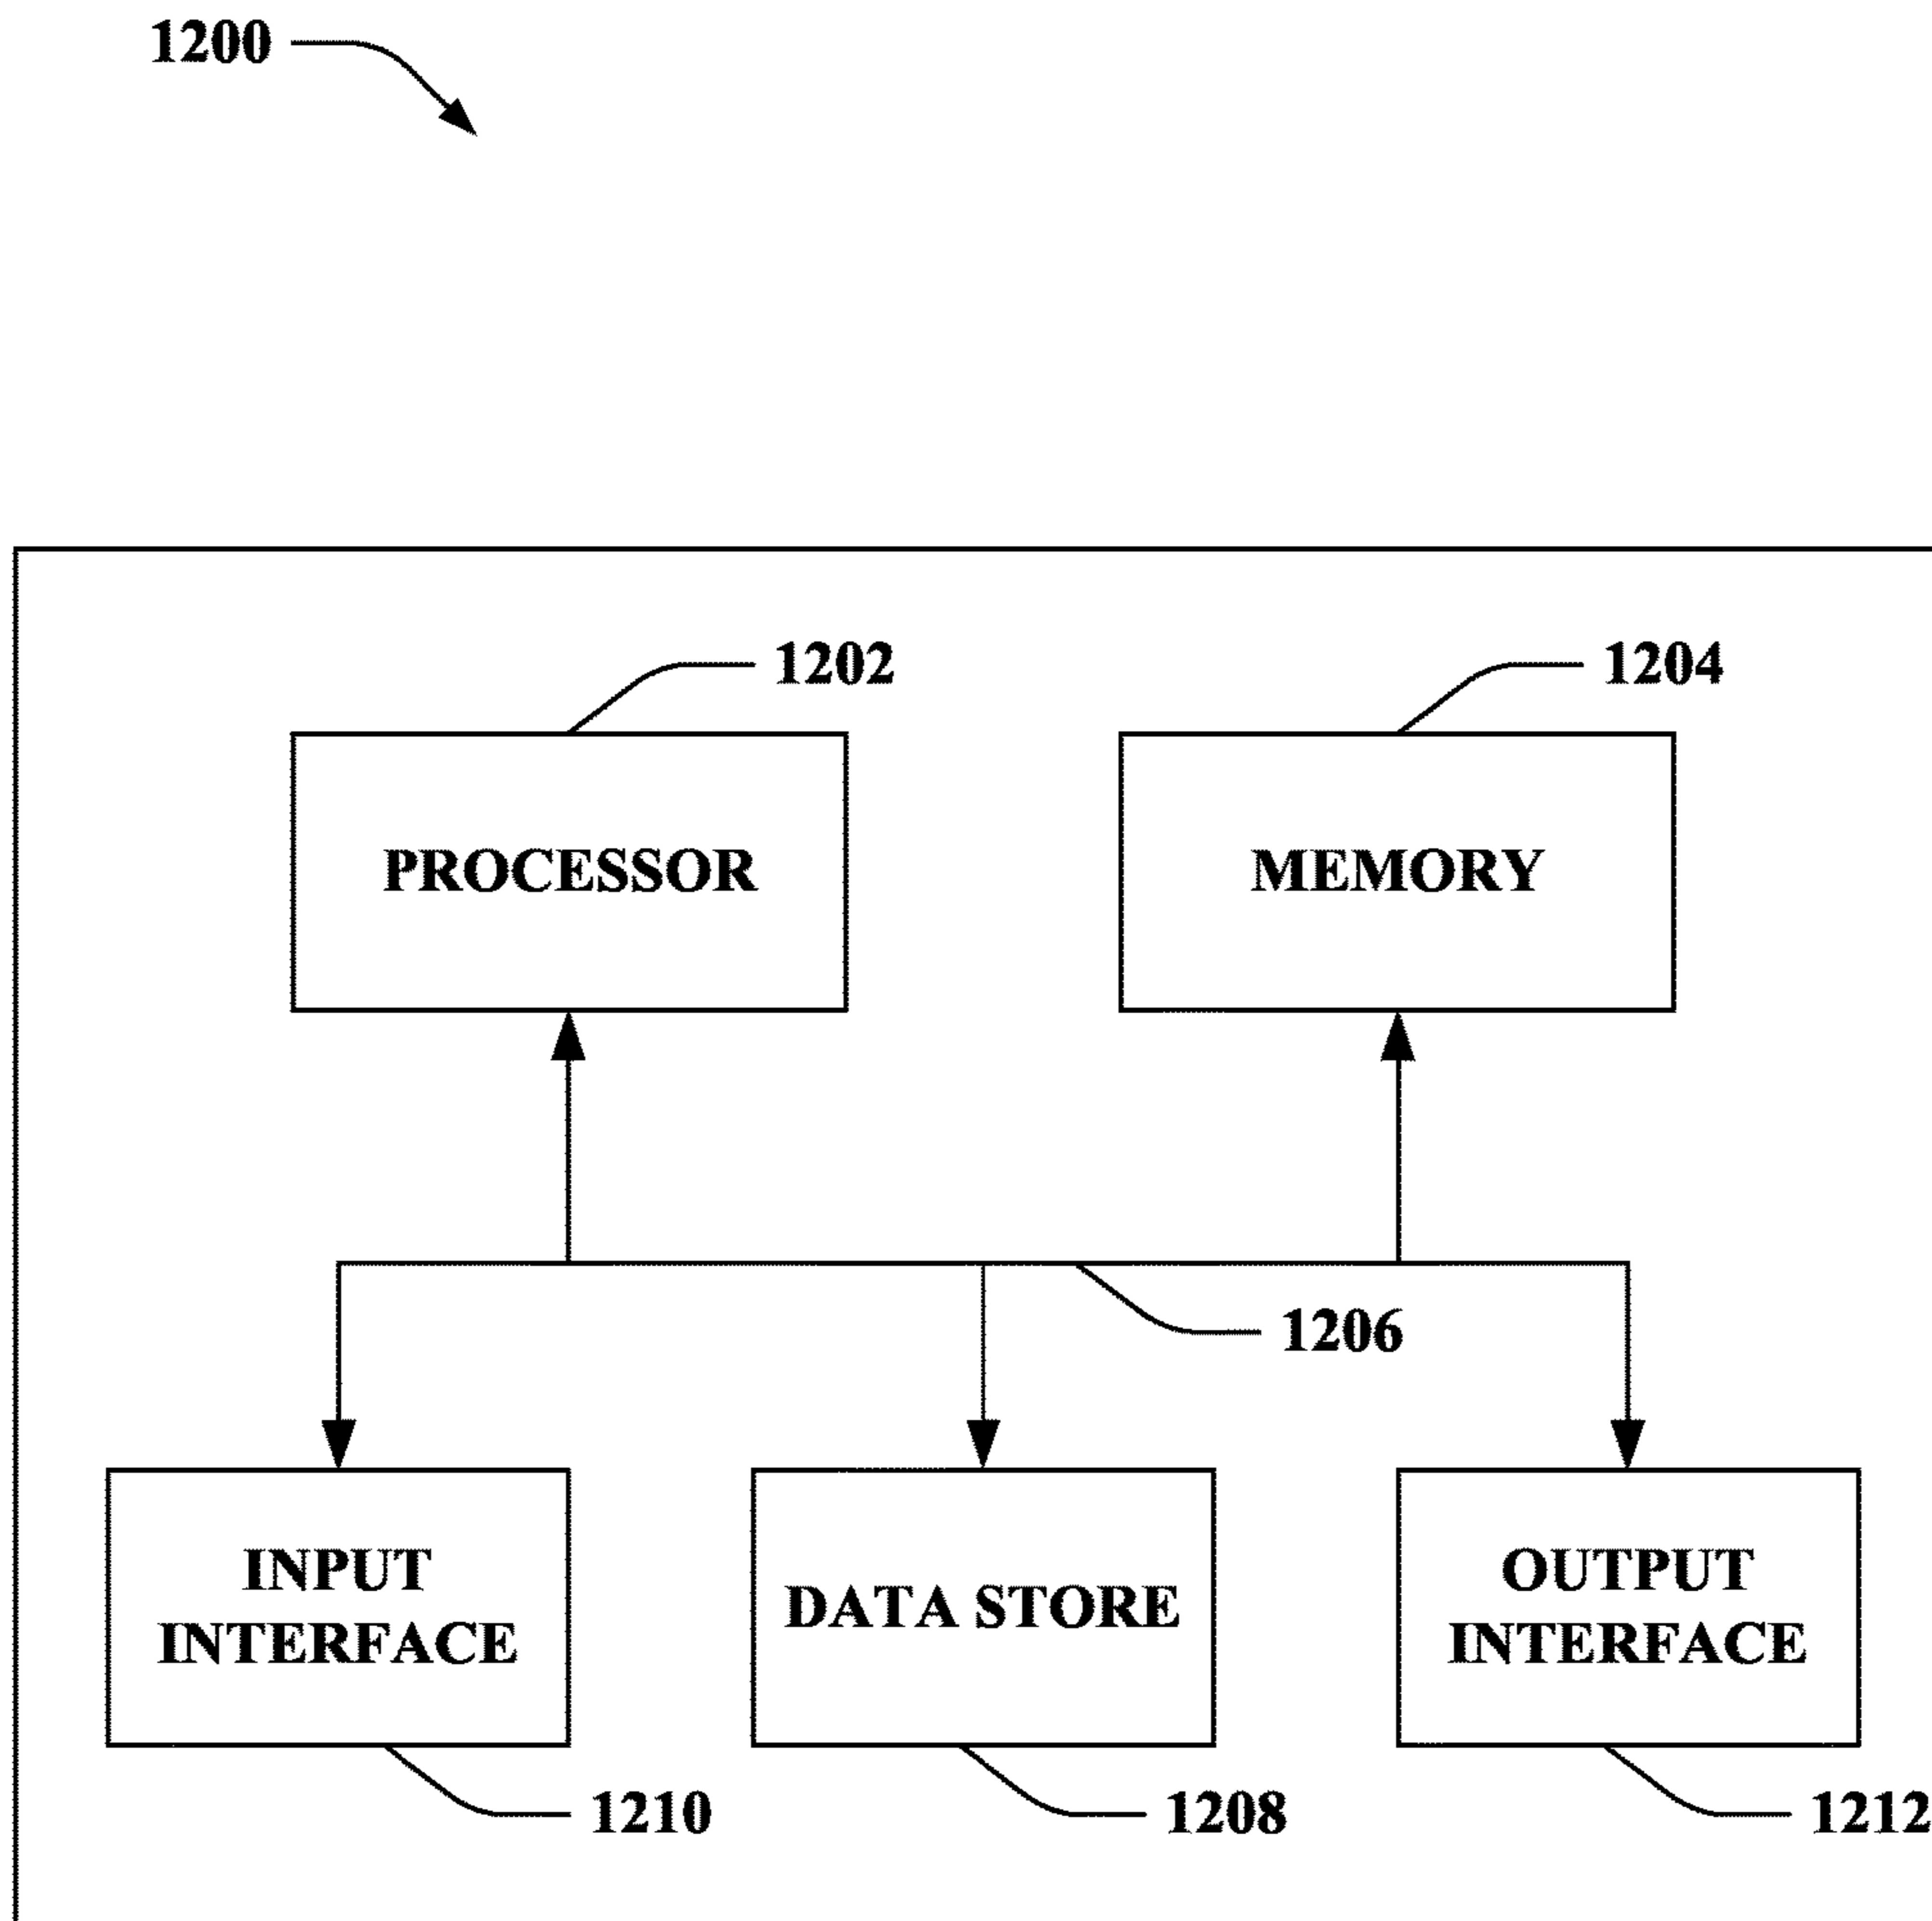 1200
1202
1204
PROCESSOR
MEMORY
1206
INPUT
INTERFACE
DATA STORE
OUTPUT
INTERFACE
1210
1208
1212